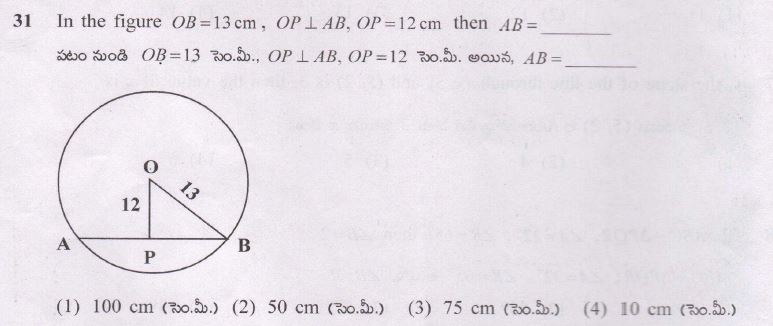 31 In the figure OB = 13 cm , OP ⊥ AB, OP = 12 cm then AB = ________
పటం నుండి OB = 13 సెం.మీ., OP ⊥ AB, OP = 12 సెం.మీ. అయిన, AB = ________
O
12 13
A P B
(1) 100 cm (సెం.మీ.) (2) 50 cm (సెం.మీ.) (3) 75 cm (సెం.మీ.) (4) 10 cm (సెం.మీ.)